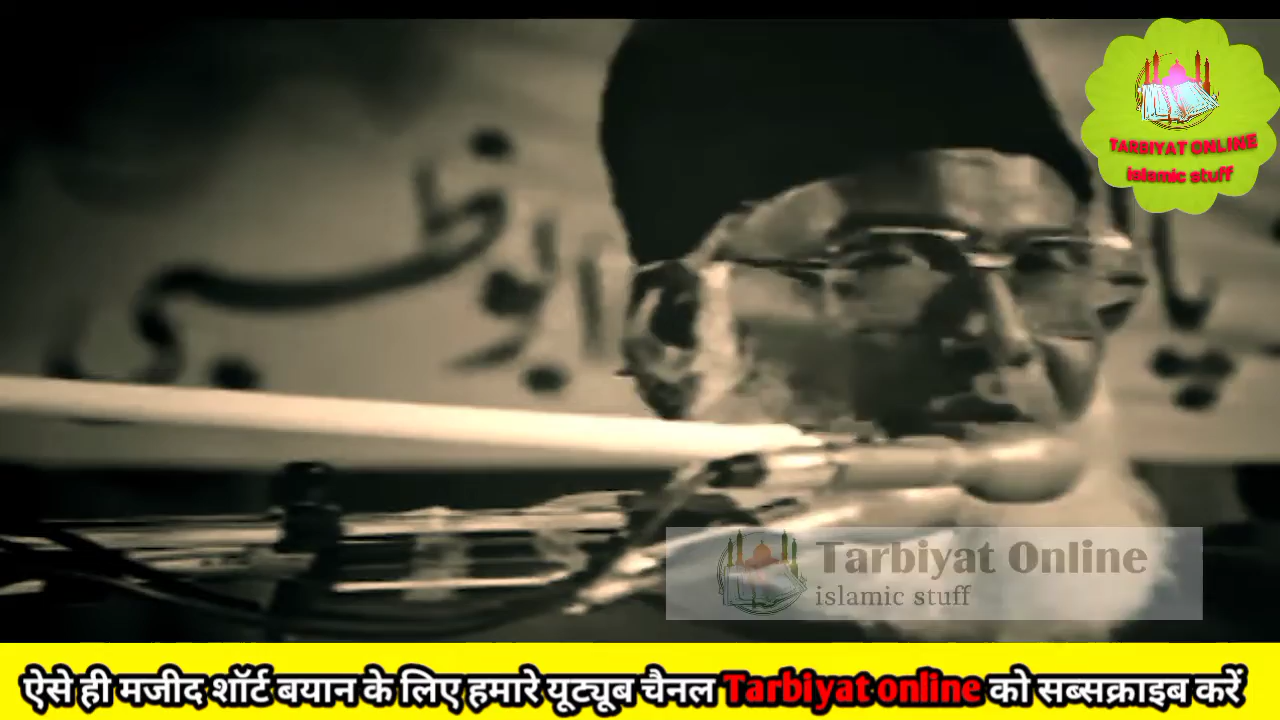 TARBIYAT ONLINE
islamic stuff
Tarbiyat Online
islamic stuff
ऐसे ही मजीद शॉर्ट बयान के लिए हमारे यूट्यूब चैनल Tarbiyat online को सब्सक्राइब करें